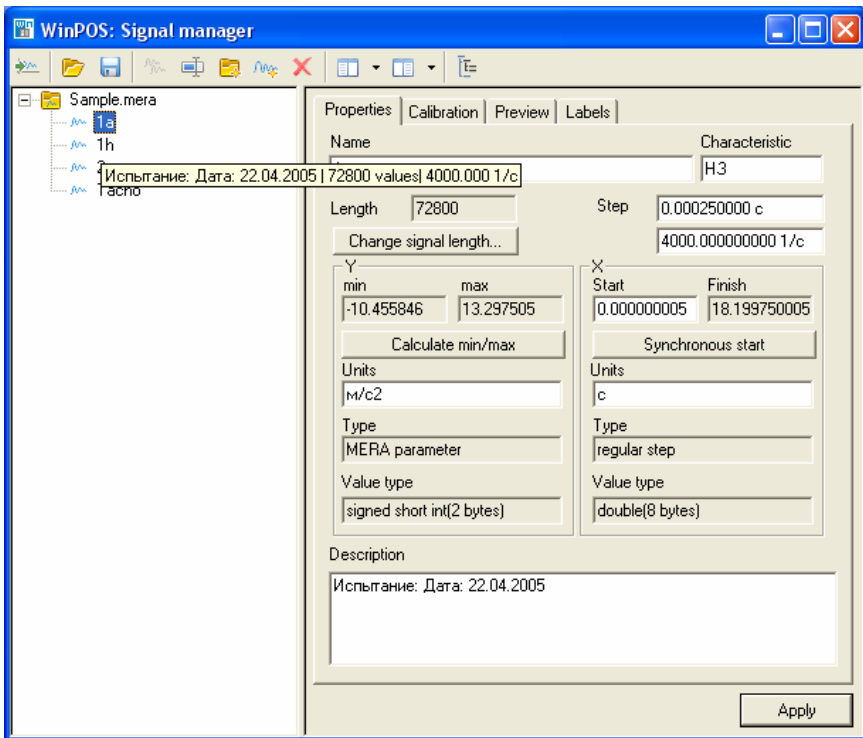 WinPOS: Signal manager
Sample.mera
1a
1h
Испытание: Дата: 22.04.2005 | 72800 values| 4000.000 1/с
Tacho
Properties
Calibration
Preview
Labels
Name
Characteristic
НЗ
Length
72800
Step
0.000250000 с
Change signal length...
4000.000000000 1/с
Y
X
min
max
Start
Finish
-10.455846
13.297505
0.000000005
18.199750005
Calculate min/max
Synchronous start
Units
Units
м/с2
с
Type
Type
MERA parameter
regular step
Value type
Value type
signed short int(2 bytes)
double(8 bytes)
Description
Испытание: Дата: 22.04.2005
Apply